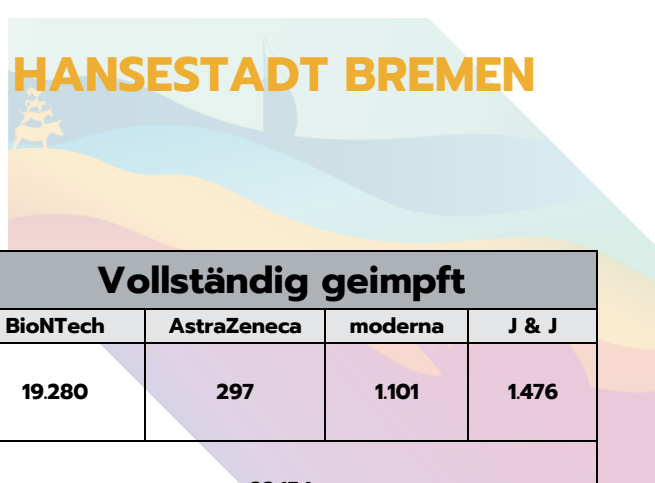 HANSESTADT BREMEN
Vollständig geimpft
BioNTech AstraZeneca moderna J & J
19.280 297 1.101 1.476